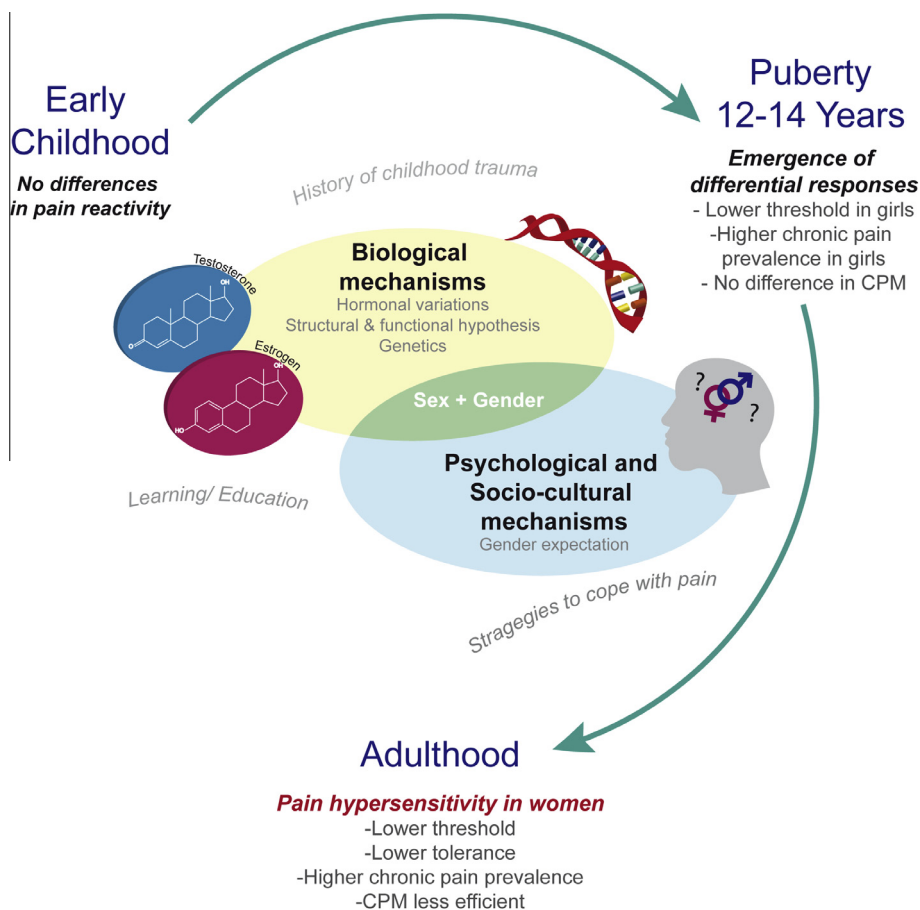 Early
Childhood
No differences
in pain reactivity
Puberty
12-14 Years
Emergence of
differential responses
- Lower threshold in girls
-Higher chronic pain
prevalence in girls
- No difference in CPM
History of childhood trauma
Biological
mechanisms
Hormonal variations
Structural & functional hypothesis
Genetics
Testosterone
OH
O
Estrogen
OH
HO
Sex + Gender
? ?
Psychological and
Socio-cultural
mechanisms
Gender expectation
Learning/ Education
Stragegies to cope with pain
Adulthood
Pain hypersensitivity in women
-Lower threshold
-Lower tolerance
-Higher chronic pain prevalence
-CPM less efficient